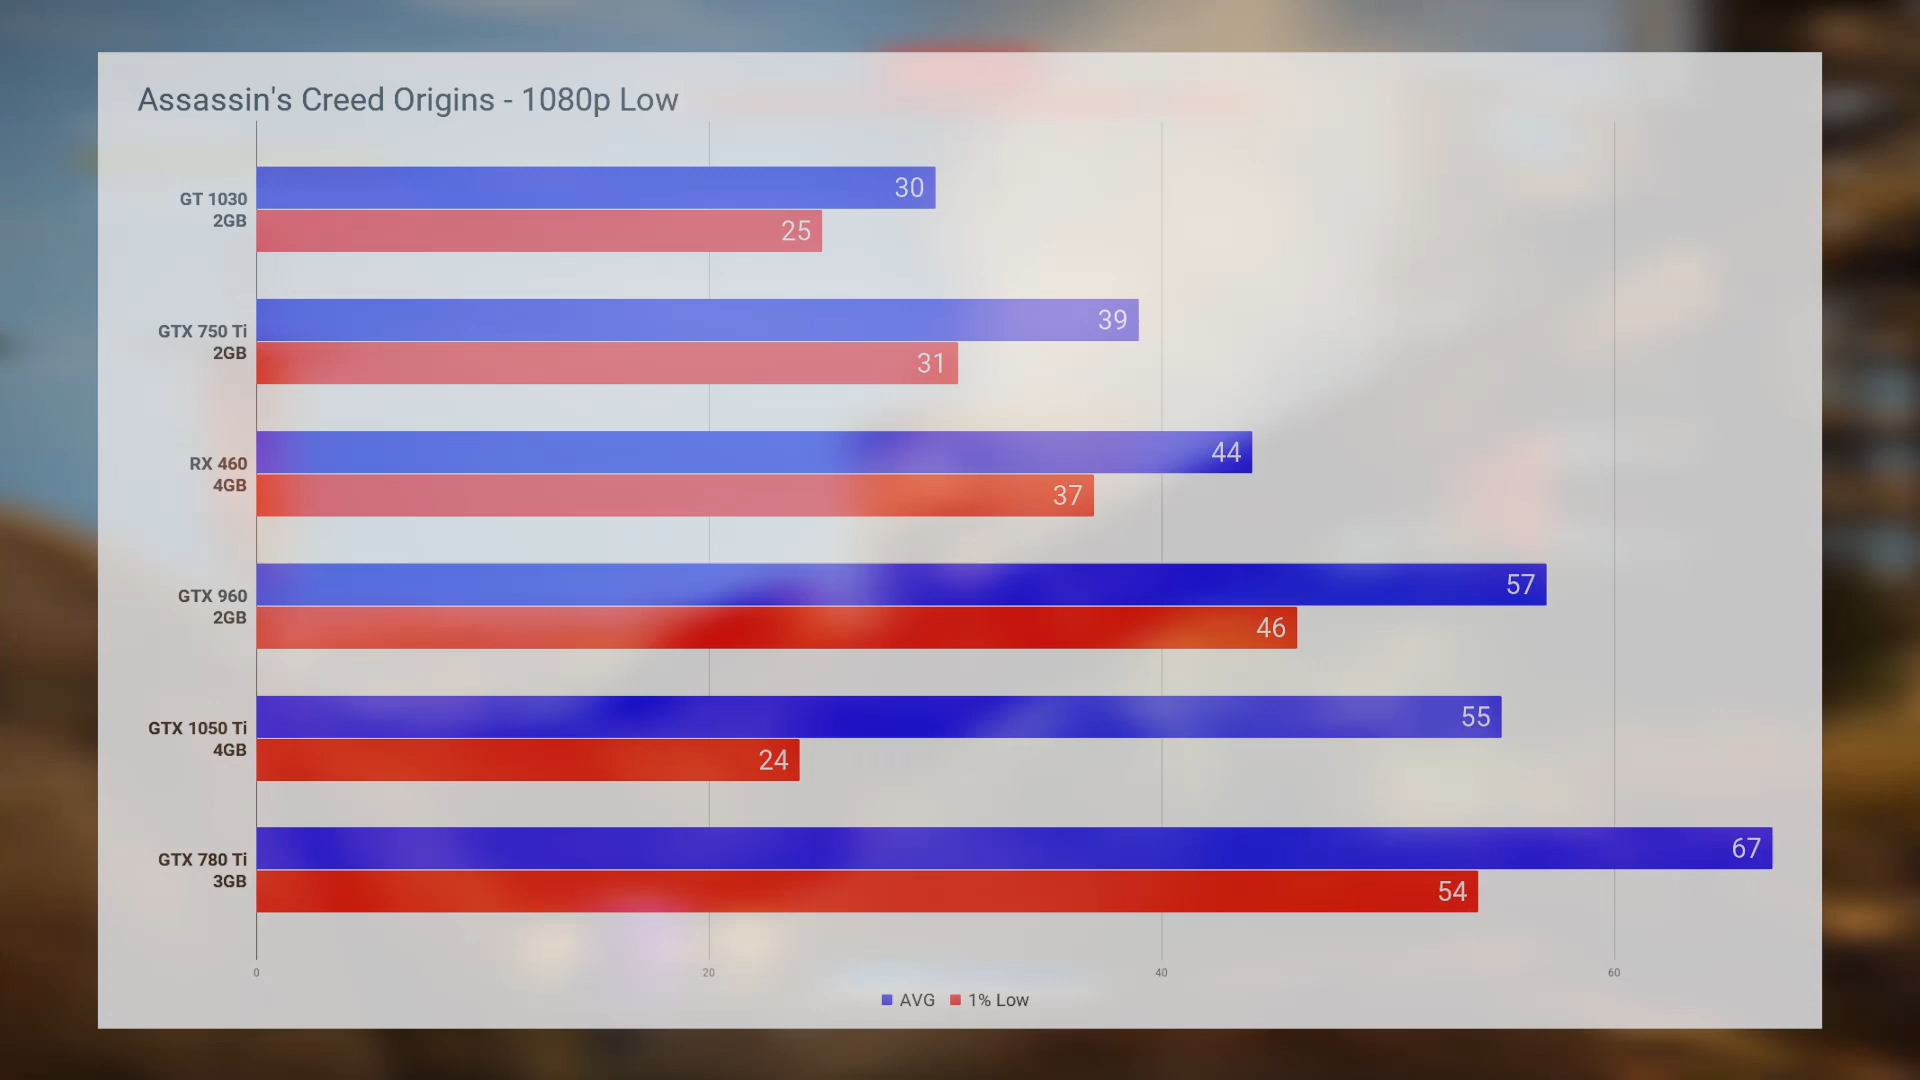 Assassin's Creed Origins - 1080p Low
GT 1030
2GB
30
25
GTX 750 Ti
2GB
39
31
RX 460
4GB
44
37
GTX 960
2GB
57
46
GTX 1050 Ti
4GB
55
24
GTX 780 Ti
3GB
67
54
0 20 40 60
AVG 1% Low